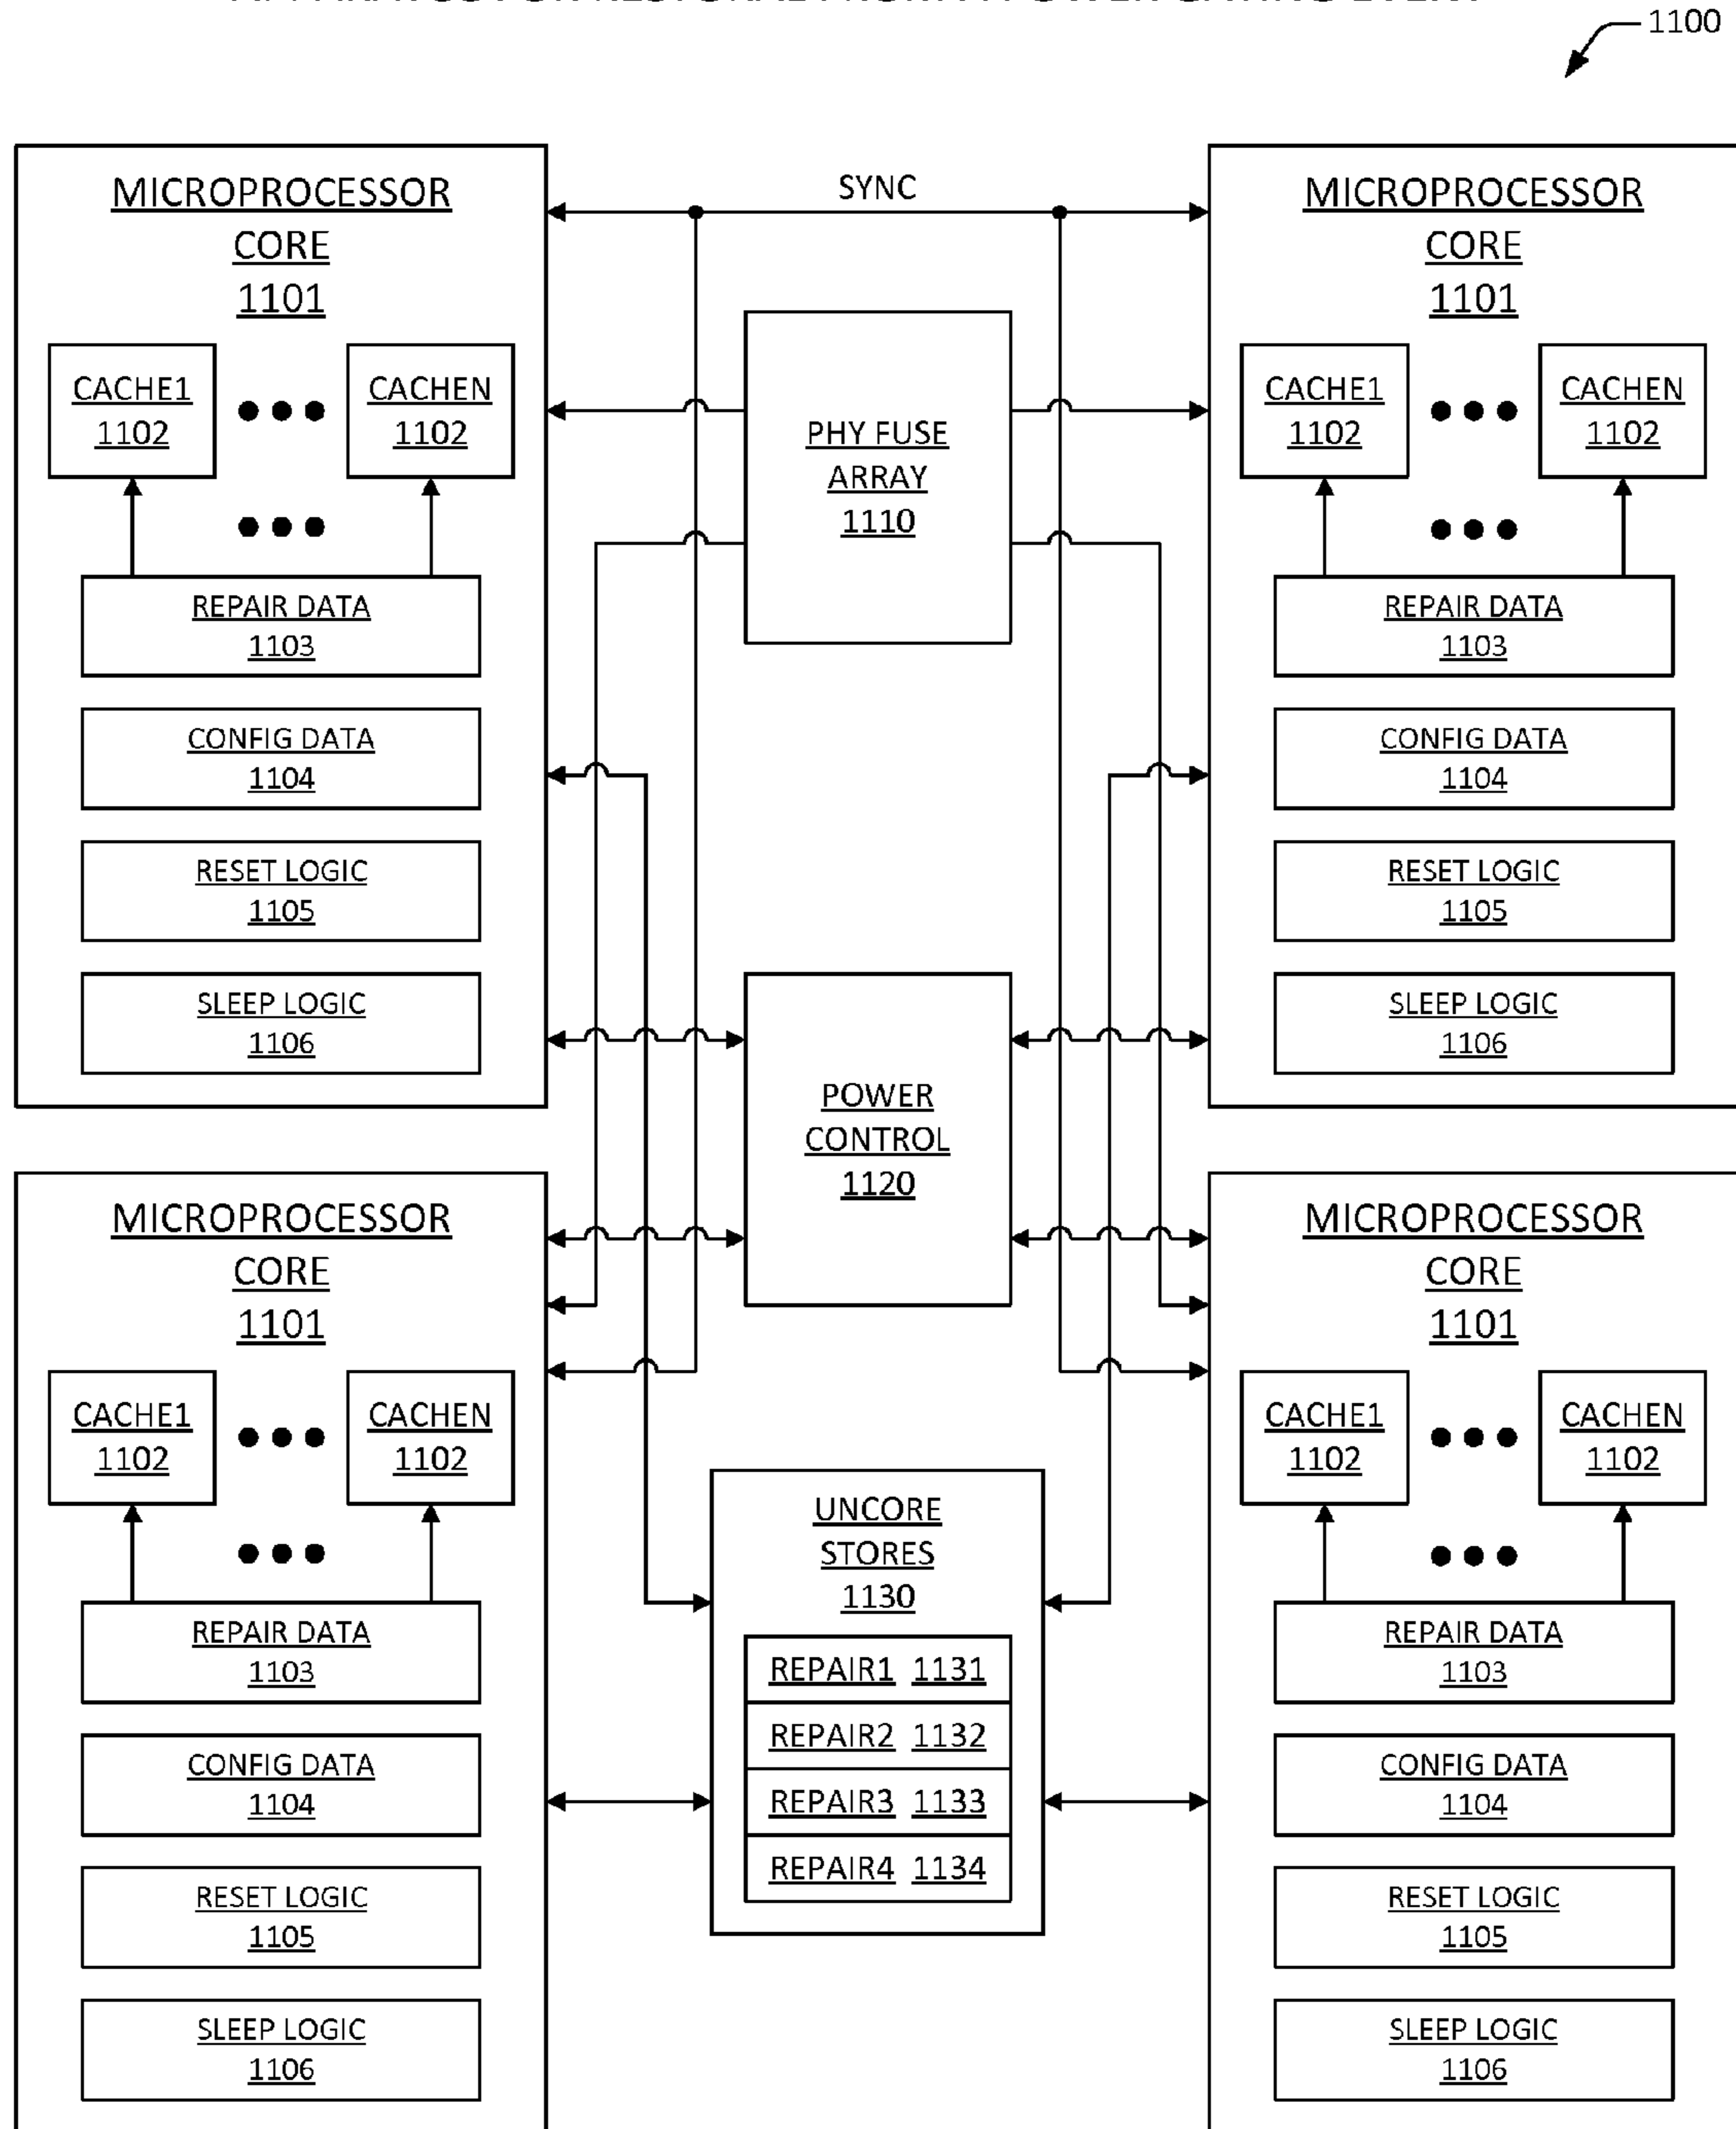 1100
MICROPROCESSOR
CORE
1101
CACHE1
1102
CACHEN
1102
REPAIR DATA
1103
CONFIG DATA
1104
RESET LOGIC
1105
SLEEP LOGIC
1106
SYNC
PHY FUSE
ARRAY
1110
POWER
CONTROL
1120
MICROPROCESSOR
CORE
1101
CACHE1
1102
CACHEN
1102
REPAIR DATA
1103
CONFIG DATA
1104
RESET LOGIC
1105
SLEEP LOGIC
1106
MICROPROCESSOR
CORE
1101
CACHE1
1102
CACHEN
1102
REPAIR DATA
1103
CONFIG DATA
1104
RESET LOGIC
1105
SLEEP LOGIC
1106
UNCORE
STORES
1130
REPAIR1 1131
REPAIR2 1132
REPAIR3 1133
REPAIR4 1134
MICROPROCESSOR
CORE
1101
CACHE1
1102
CACHEN
1102
REPAIR DATA
1103
CONFIG DATA
1104
RESET LOGIC
1105
SLEEP LOGIC
1106